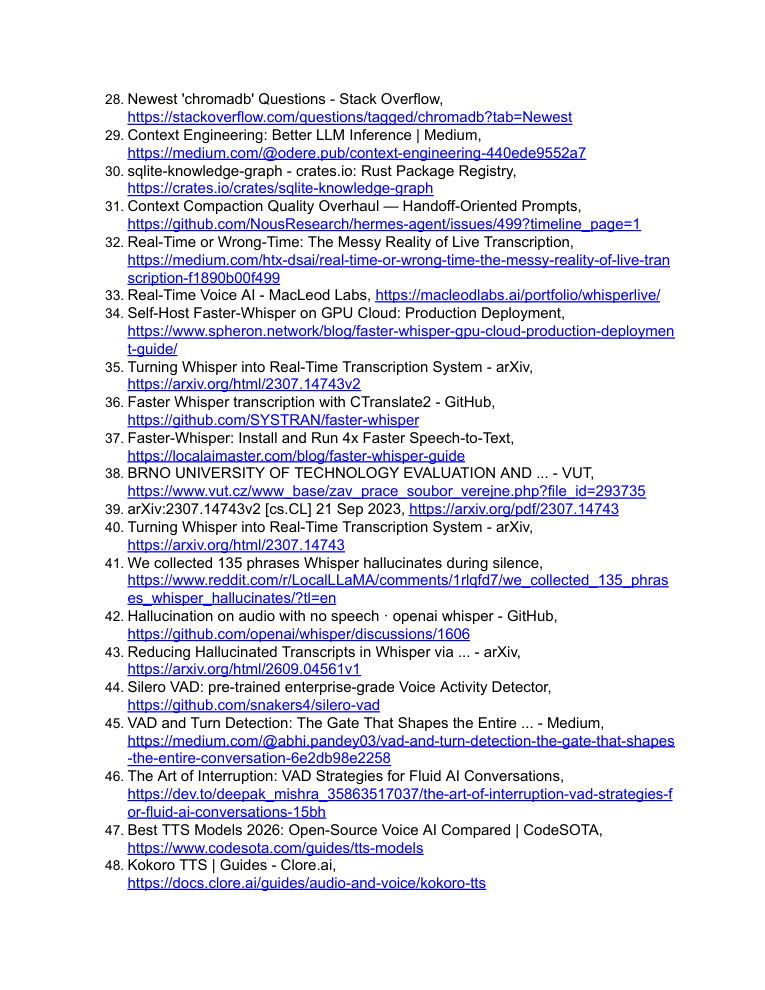 28. Newest 'chromadb' Questions - Stack Overflow,
https://stackoverflow.com/questions/tagged/chromadb?tab=Newest
29. Context Engineering: Better LLM Inference | Medium,
https://medium.com/@odere.pub/context-engineering-440ede9552a7
30. sqlite-knowledge-graph - crates.io: Rust Package Registry,
https://crates.io/crates/sqlite-knowledge-graph
31. Context Compaction Quality Overhaul — Handoff-Oriented Prompts,
https://github.com/NousResearch/hermes-agent/issues/499?timeline_page=1
32. Real-Time or Wrong-Time: The Messy Reality of Live Transcription,
https://medium.com/htx-dsai/real-time-or-wrong-time-the-messy-reality-of-live-tran
scription-f1890b00f499
33. Real-Time Voice AI - MacLeod Labs, https://macleodlabs.ai/portfolio/whisperlive/
34. Self-Host Faster-Whisper on GPU Cloud: Production Deployment,
https://www.spheron.network/blog/faster-whisper-gpu-cloud-production-deploymen
t-guide/
35. Turning Whisper into Real-Time Transcription System - arXiv,
https://arxiv.org/html/2307.14743v2
36. Faster Whisper transcription with CTranslate2 - GitHub,
https://github.com/SYSTRAN/faster-whisper
37. Faster-Whisper: Install and Run 4x Faster Speech-to-Text,
https://localaimaster.com/blog/faster-whisper-guide
38. BRNO UNIVERSITY OF TECHNOLOGY EVALUATION AND ... - VUT,
https://www.vut.cz/www_base/zav_prace_soubor_verejne.php?file_id=293735
39. arXiv:2307.14743v2 [cs.CL] 21 Sep 2023, https://arxiv.org/pdf/2307.14743
40. Turning Whisper into Real-Time Transcription System - arXiv,
https://arxiv.org/html/2307.14743
41. We collected 135 phrases Whisper hallucinates during silence,
https://www.reddit.com/r/LocalLLaMA/comments/1rlqfd7/we_collected_135_phras
es_whisper_hallucinates/?tl=en
42. Hallucination on audio with no speech · openai whisper - GitHub,
https://github.com/openai/whisper/discussions/1606
43. Reducing Hallucinated Transcripts in Whisper via ... - arXiv,
https://arxiv.org/html/2609.04561v1
44. Silero VAD: pre-trained enterprise-grade Voice Activity Detector,
https://github.com/snakers4/silero-vad
45. VAD and Turn Detection: The Gate That Shapes the Entire ... - Medium,
https://medium.com/@abhi.pandey03/vad-and-turn-detection-the-gate-that-shapes
-the-entire-conversation-6e2db98e2258
46. The Art of Interruption: VAD Strategies for Fluid AI Conversations,
https://dev.to/deepak_mishra_35863517037/the-art-of-interruption-vad-strategies-f
or-fluid-ai-conversations-15bh
47. Best TTS Models 2026: Open-Source Voice AI Compared | CodeSOTA,
https://www.codesota.com/guides/tts-models
48. Kokoro TTS | Guides - Clore.ai,
https://docs.clore.ai/guides/audio-and-voice/kokoro-tts